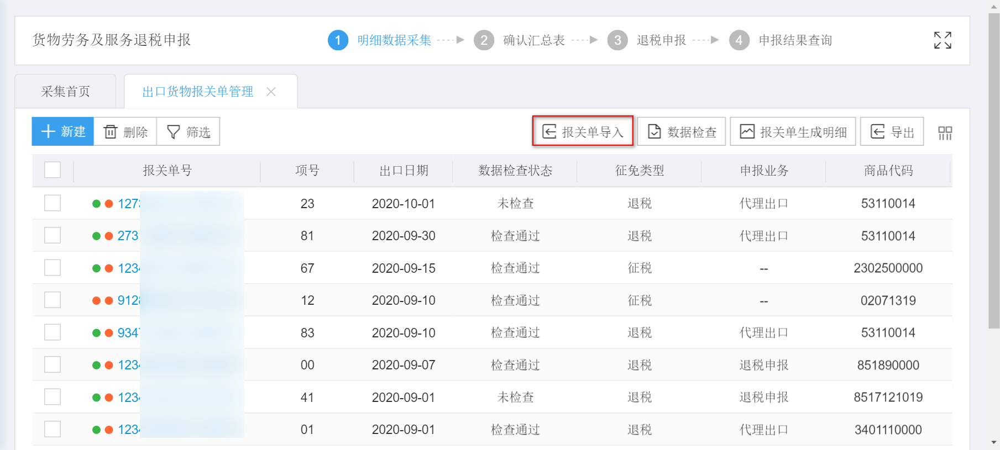 货物劳务及服务退税申报 1 明细数据采集 2 确认汇总表 3 退税申报 4 申报结果查询
采集首页 出口货物报关单管理
新建 删除 筛选 报关单导入 数据检查 报关单生成明细 导出
报关单号 项号 出口日期 数据检查状态 征免类型 申报业务 商品代码
127 23 2020-10-01 未检查 退税 代理出口 53110014
273 81 2020-09-30 检查通过 退税 代理出口 53110014
123 67 2020-09-15 检查通过 征税 -- 2302500000
912 12 2020-09-10 检查通过 征税 -- 02071319
934 83 2020-09-10 检查通过 退税 代理出口 53110014
123 00 2020-09-07 检查通过 退税 退税申报 851890000
123 41 2020-09-01 未检查 退税 退税申报 8517121019
123 01 2020-09-01 检查通过 退税 代理出口 3401110000